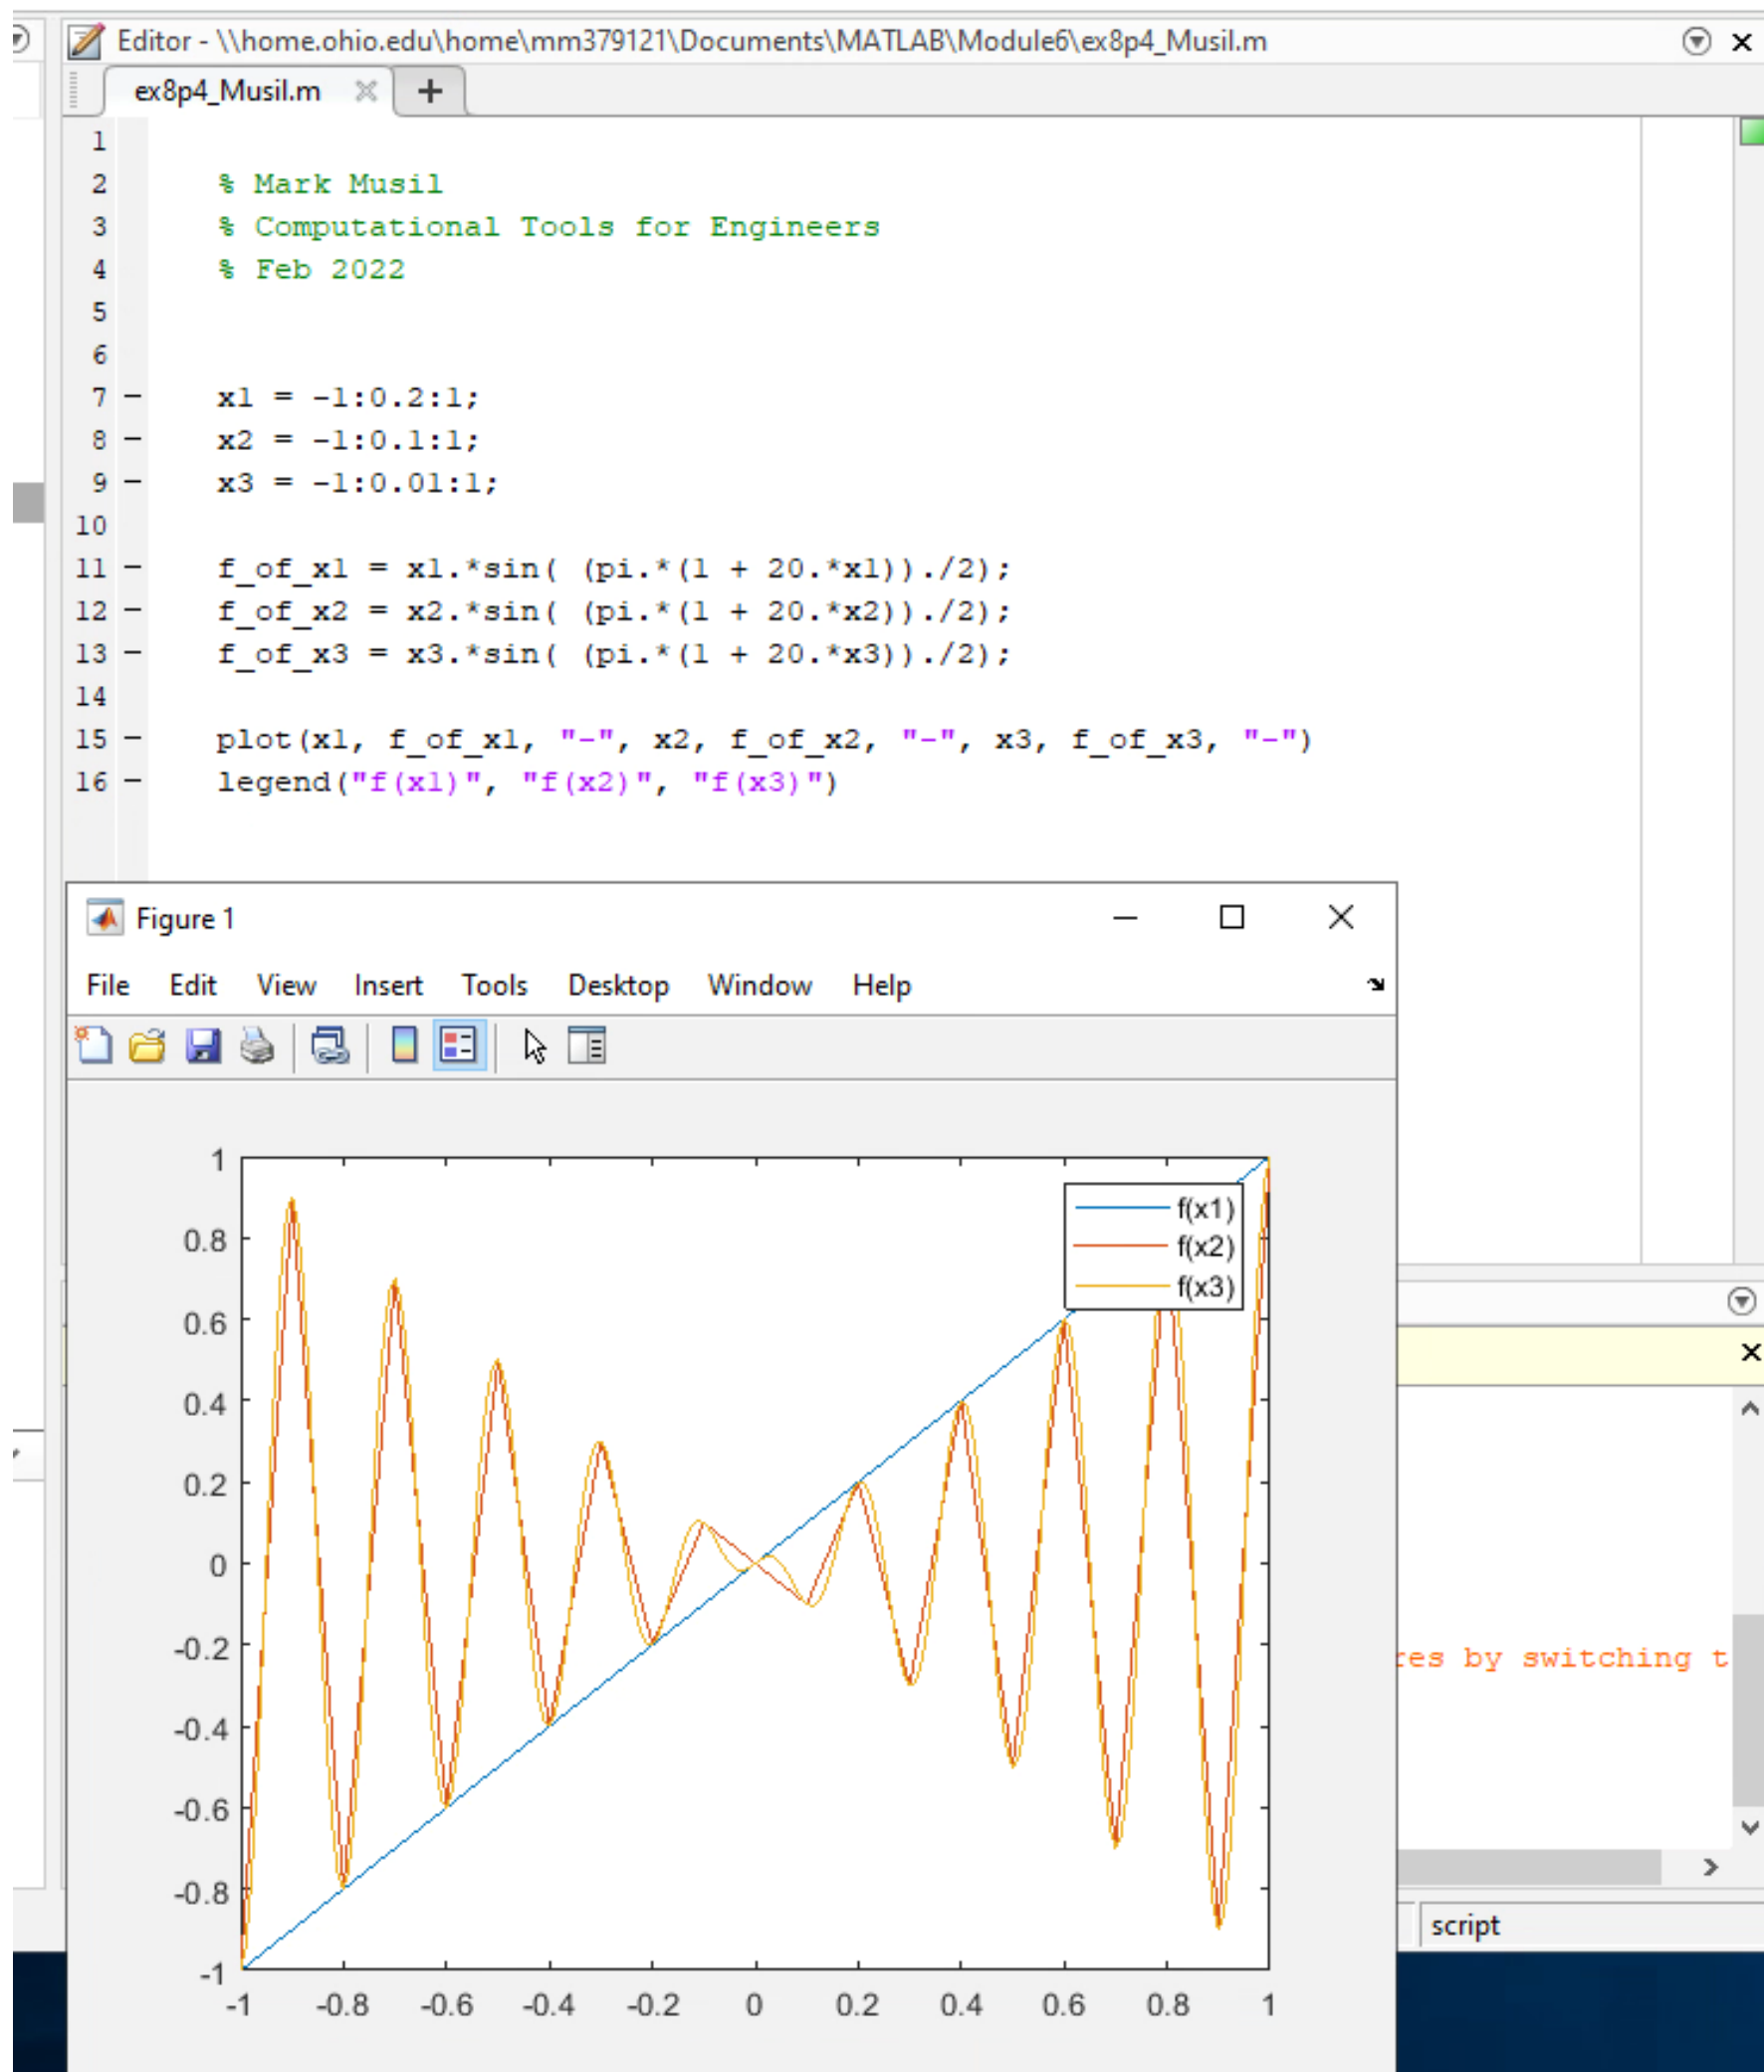 Editor - \\home.ohio.edu\home\mm379121\Documents\MATLAB\Module6\ex8p4_Musil.m
ex8p4_Musil.m
1
2 % Mark Musil
3 % Computational Tools for Engineers
4 % Feb 2022
5
6
7 - x1 = -1:0.2:1;
8 - x2 = -1:0.1:1;
9 - x3 = -1:0.01:1;
10
11 - f_of_x1 = x1.*sin( (pi.*(1 + 20.*x1))./2);
12 - f_of_x2 = x2.*sin( (pi.*(1 + 20.*x2))./2);
13 - f_of_x3 = x3.*sin( (pi.*(1 + 20.*x3))./2);
14
15 - plot(x1, f_of_x1, "-", x2, f_of_x2, "-", x3, f_of_x3, "-")
16 - legend("f(x1)", "f(x2)", "f(x3)")
Figure 1
File Edit View Insert Tools Desktop Window Help
1
0.8
0.6
0.4
0.2
0
-0.2
-0.4
-0.6
-0.8
-1
-1 -0.8 -0.6 -0.4 -0.2 0 0.2 0.4 0.6 0.8 1
f(x1)
f(x2)
f(x3)
res by switching t
script